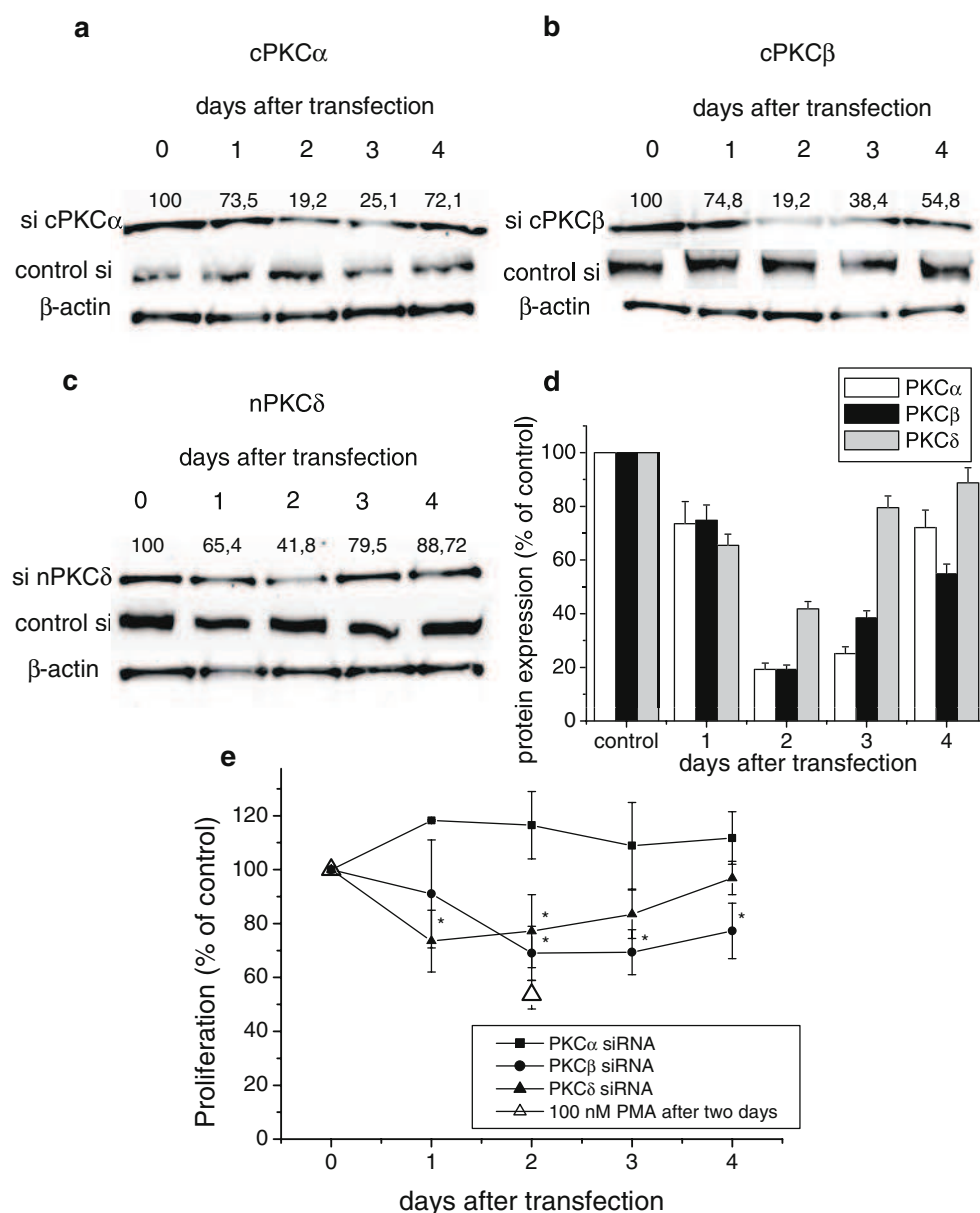 a
cPKCα
days after transfection
0 1 2 3 4
100 73,5 19,2 25,1 72,1
si cPKCα
control si
β-actin
b
cPKCβ
days after transfection
0 1 2 3 4
100 74,8 19,2 38,4 54,8
si cPKCβ
control si
β-actin
c
nPKCδ
days after transfection
0 1 2 3 4
100 65,4 41,8 79,5 88,72
si nPKCδ
control si
β-actin
d
PKCα
PKCβ
PKCδ
protein expression (% of control)
100
80
60
40
20
0
control 1 2 3 4
days after transfection
e
Proliferation (% of control)
120
100
80
60
40
20
0
* * * * *
PKCα siRNA
PKCβ siRNA
PKCδ siRNA
100 nM PMA after two days
0 1 2 3 4
days after transfection